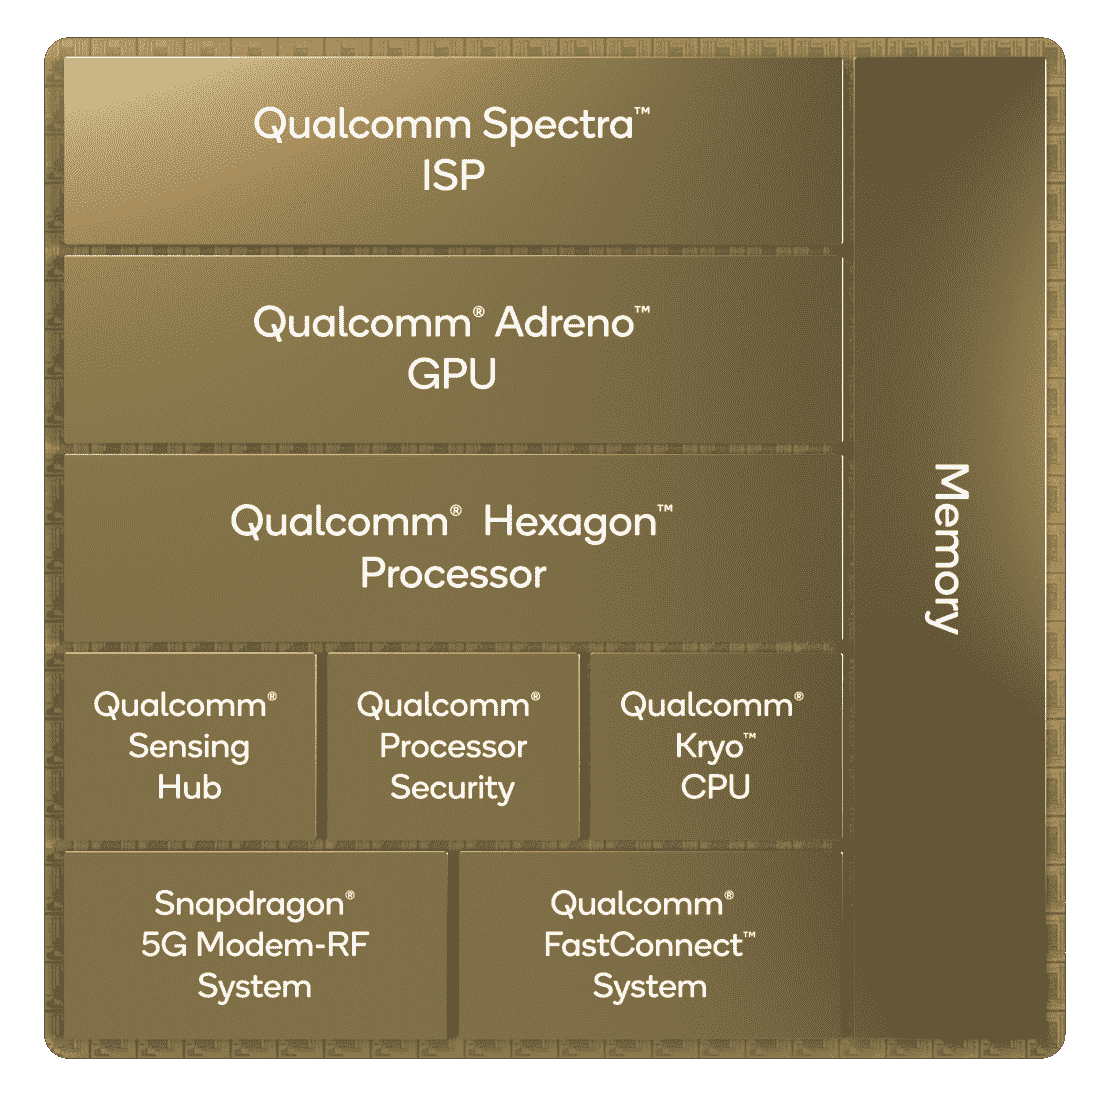 Qualcomm Spectra™
ISP
Qualcomm® Adreno™
GPU
Qualcomm® Hexagon™
Processor
Qualcomm®
Sensing
Hub
Qualcomm®
Processor
Security
Qualcomm®
Kryo™
CPU
Snapdragon®
5G Modem-RF
System
Qualcomm®
FastConnect™
System
Memory